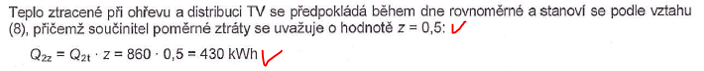 Teplo ztracené při ohřevu a distribuci TV se předpokládá během dne rovnoměrné a stanoví se podle vztahu
(8), přičemž součinitel poměrné ztráty se uvažuje o hodnotě z = 0,5:
Q₂z = Q₂t · z = 860 · 0,5 = 430 kWh